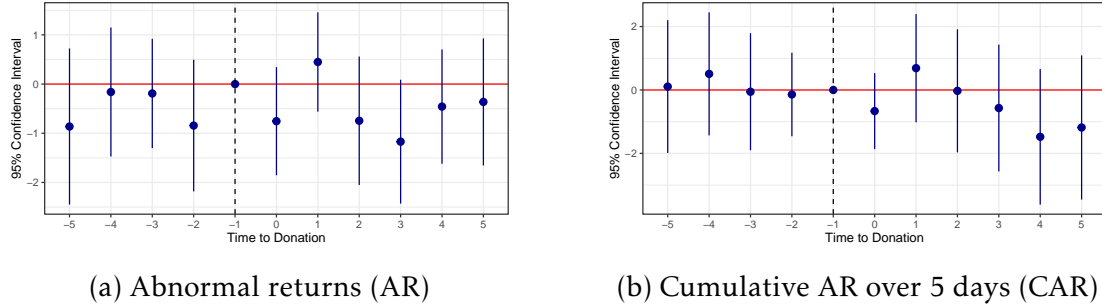 95% Confidence Interval
1
0
−1
−2
−5 −4 −3 −2 −1 0 1 2 3 4 5
Time to Donation
(a) Abnormal returns (AR)
95% Confidence Interval
2
0
−2
−5 −4 −3 −2 −1 0 1 2 3 4 5
Time to Donation
(b) Cumulative AR over 5 days (CAR)